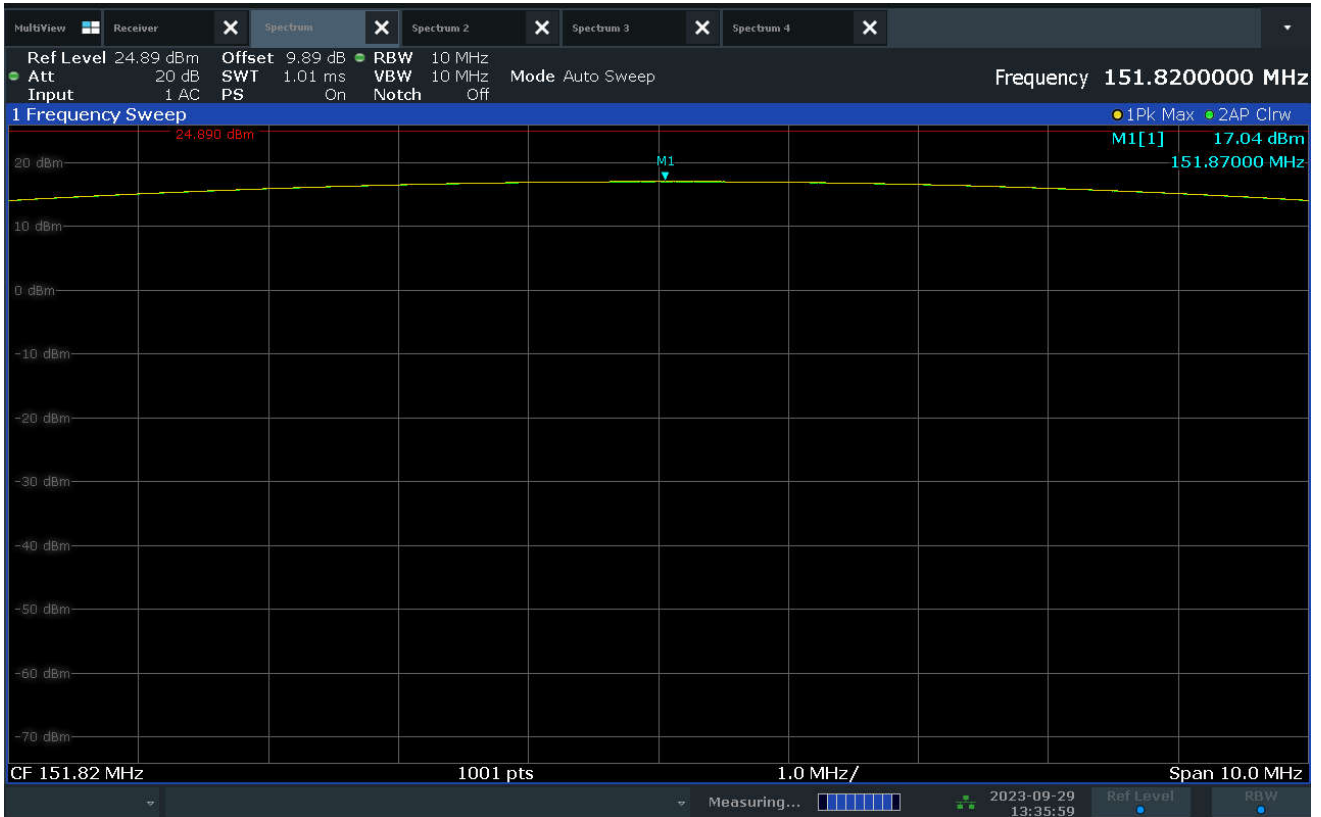 MultiView Receiver Spectrum Spectrum 2 Spectrum 3 Spectrum 4
Ref Level 24.89 dBm Offset 9.89 dB RBW 10 MHz
Att 20 dB SWT 1.01 ms VBW 10 MHz Mode Auto Sweep Frequency 151.8200000 MHz
Input 1 AC PS On Notch Off
1 Frequency Sweep 1Pk Max 2AP Clrw
24.890 dBm
M1[1] 17.04 dBm
151.87000 MHz
M1
20 dBm
10 dBm
0 dBm
-10 dBm
-20 dBm
-30 dBm
-40 dBm
-50 dBm
-60 dBm
-70 dBm
CF 151.82 MHz 1001 pts 1.0 MHz/ Span 10.0 MHz
Measuring... 2023-09-29 Ref Level RBW
13:35:59